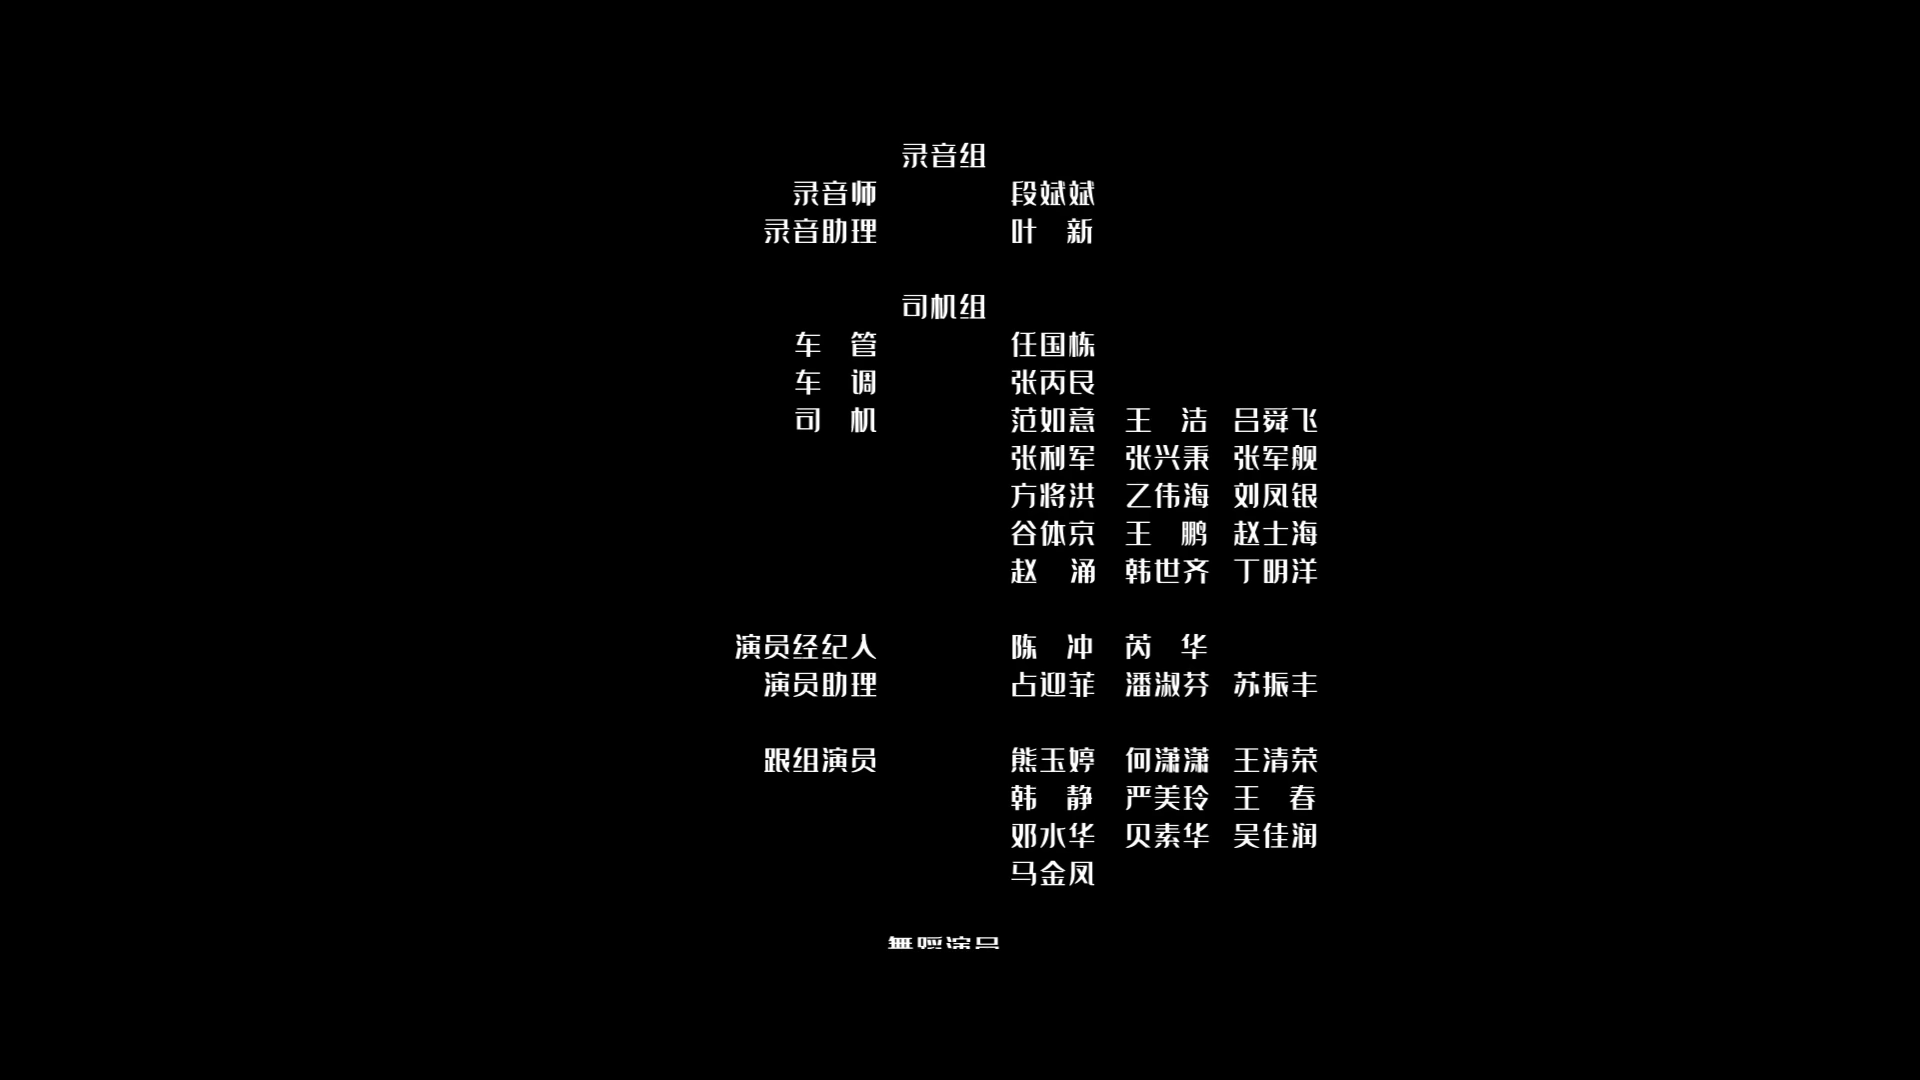 录音组
录音师 段斌斌
录音助理 叶 新
司机组
车 管 任国栋
车 调 张丙艮
司 机 范如意 王 洁 吕舜飞
张利军 张兴秉 张军舰
方将洪 乙伟海 刘凤银
谷体京 王 鹏 赵士海
赵 涌 韩世齐 丁明洋
演员经纪人 陈 冲 芮 华
演员助理 占迎菲 潘淑芬 苏振丰
跟组演员 熊玉婷 何潇潇 王清荣
韩 静 严美玲 王 春
邓水华 贝素华 吴佳润
马金凤
舞蹈演员